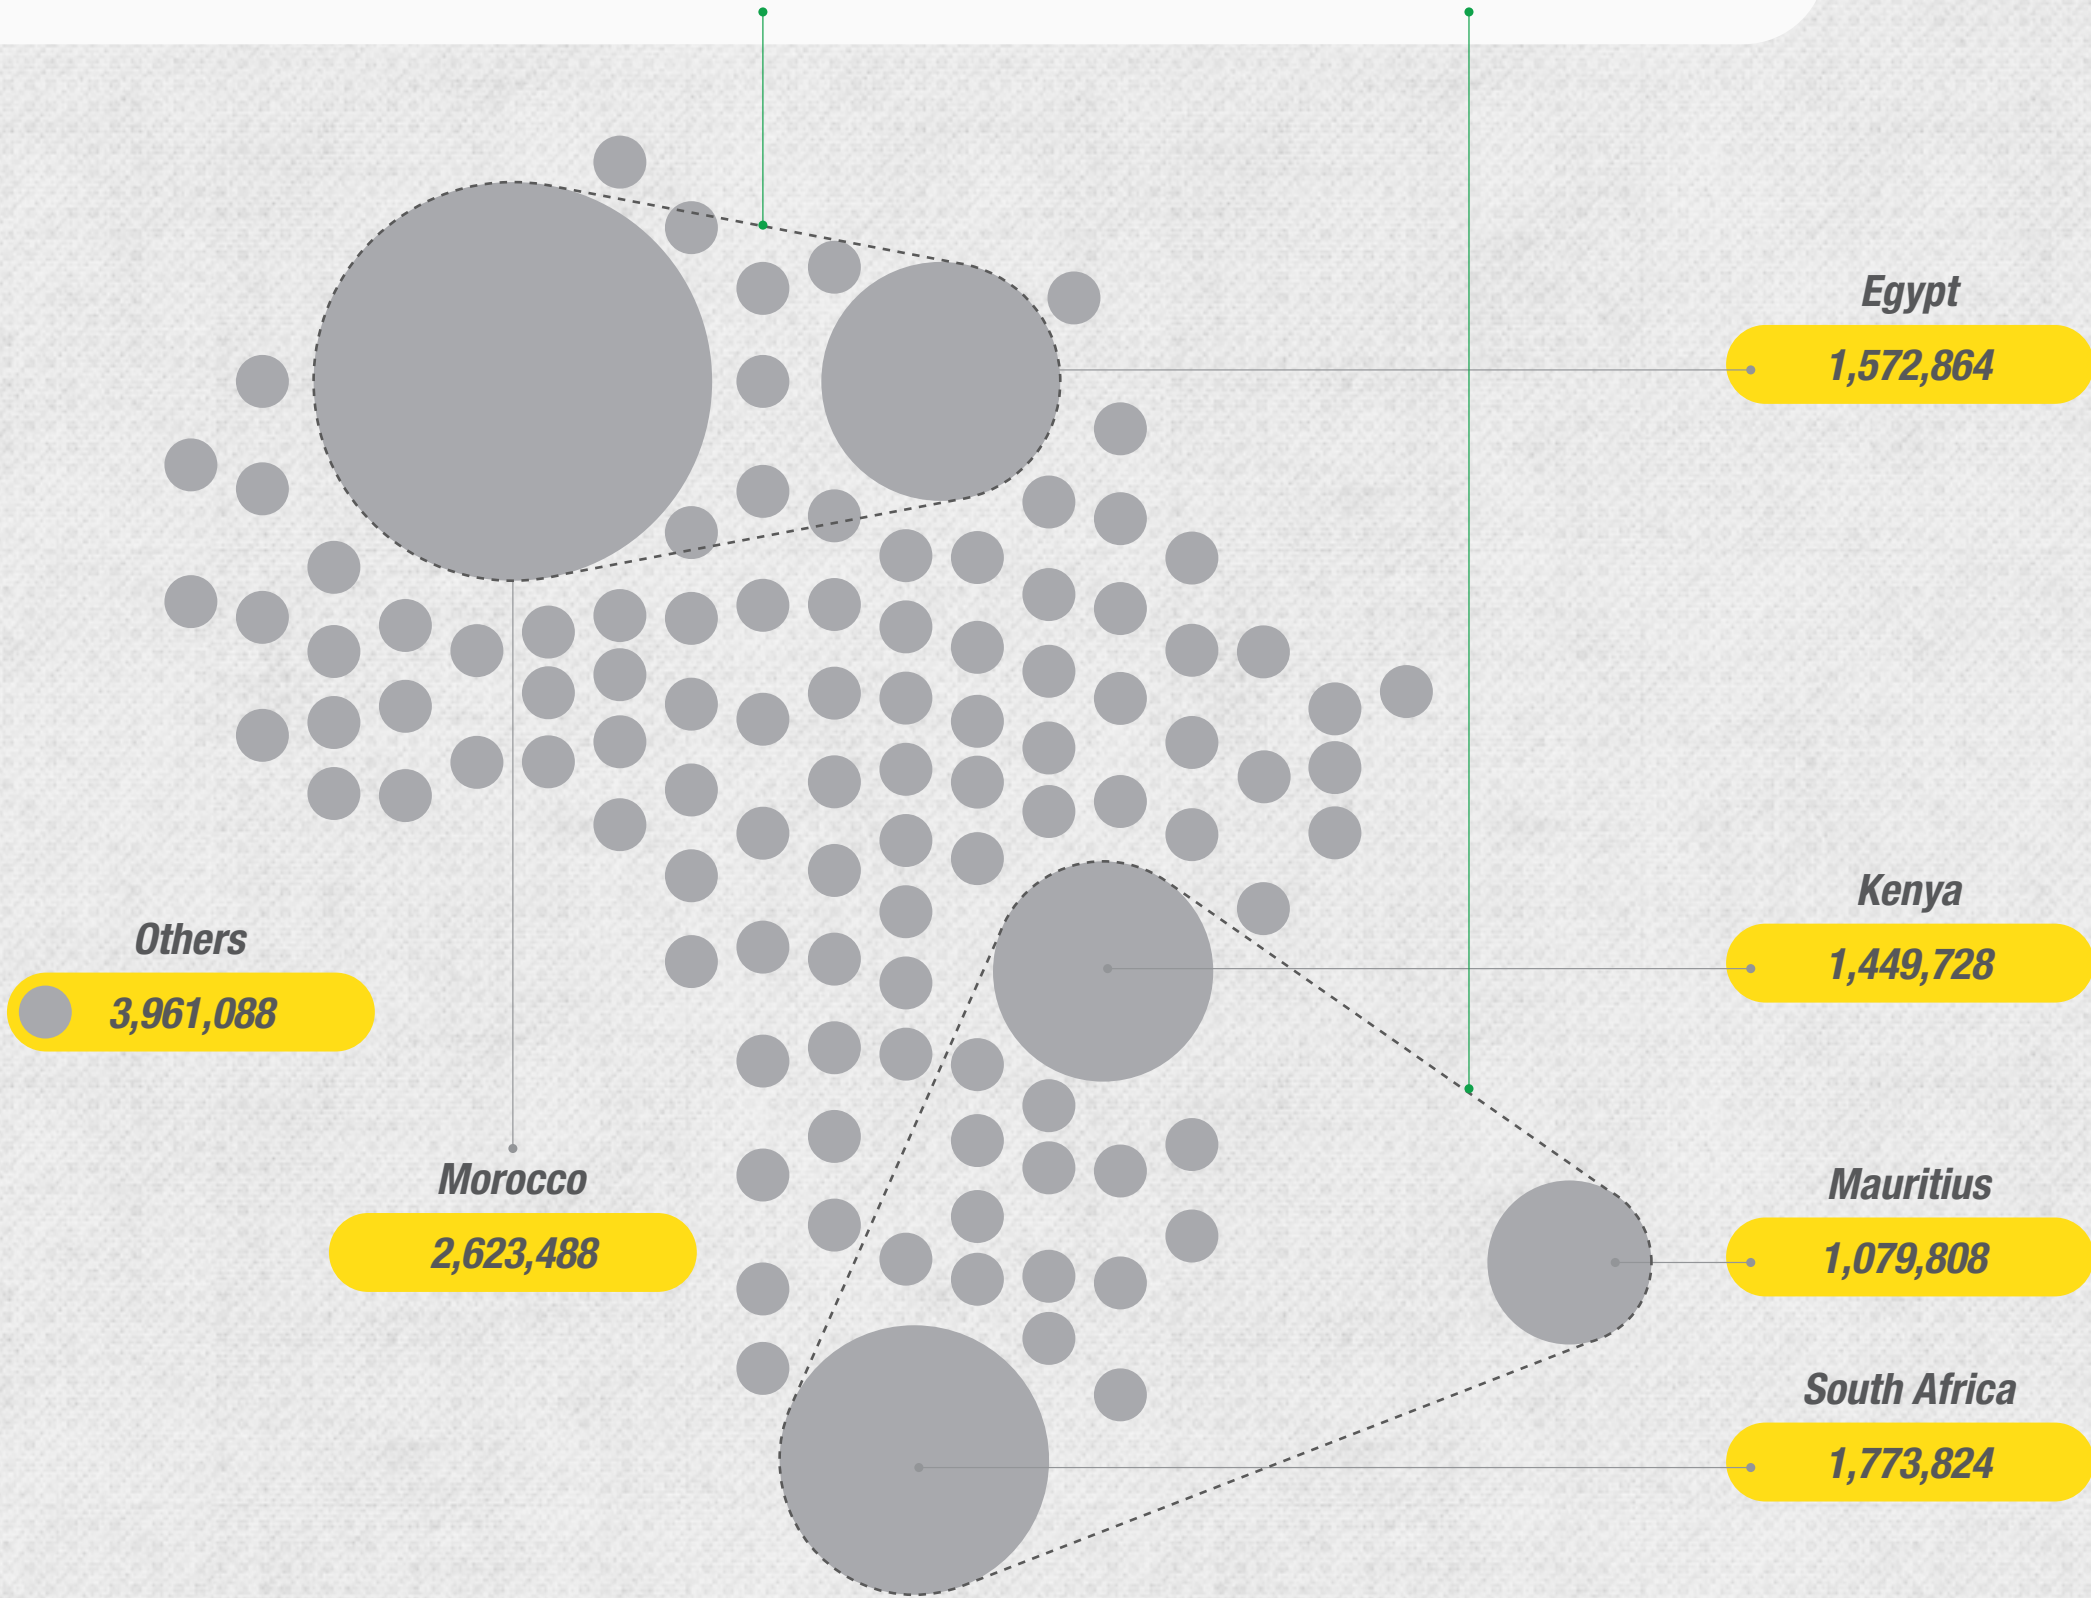 Egypt
1,572,864
Kenya
1,449,728
Others
3,961,088
Morocco
2,623,488
Mauritius
1,079,808
South Africa
1,773,824